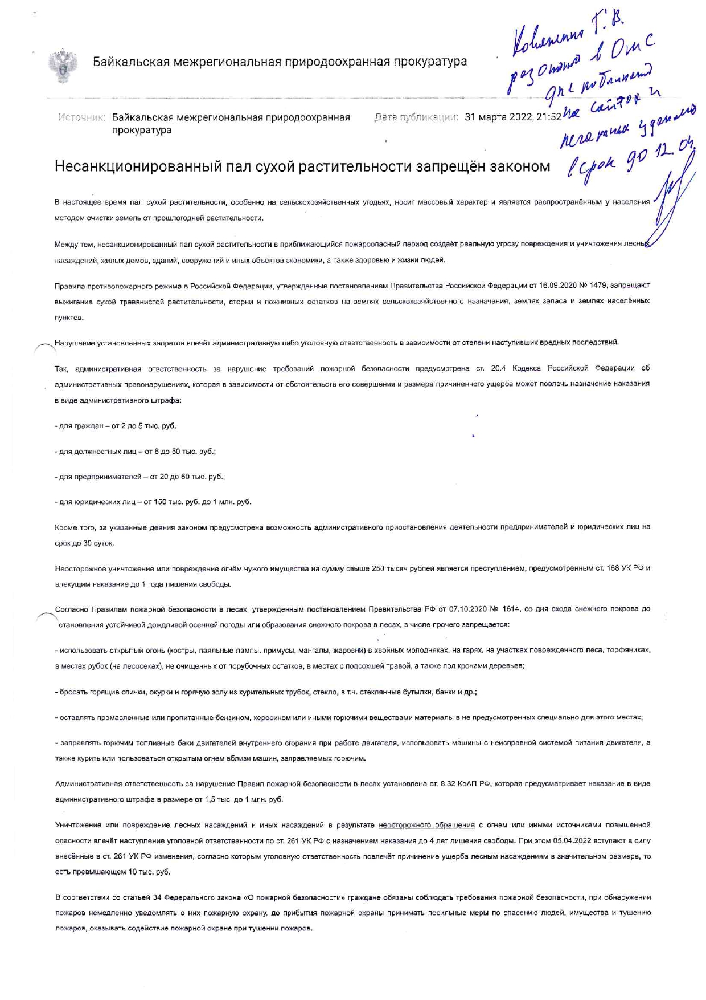 Г. В.
в ОМС
на сайтах и
в срок до 12.04.
Байкальская межрегиональная природоохранная прокуратура
Источник: Байкальская межрегиональная природоохранная прокуратура
Дата публикации: 31 марта 2022, 21:52
Несанкционированный пал сухой растительности запрещён законом
В настоящее время пал сухой растительности, особенно на сельскохозяйственных угодьях, носит массовый характер и является распространённым у населения
методом очистки земель от прошлогодней растительности.
Между тем, несанкционированный пал сухой растительности в приближающийся пожароопасный период создаёт реальную угрозу повреждения и уничтожения лесных
насаждений, жилых домов, зданий, сооружений и иных объектов экономики, а также здоровью и жизни людей.
Правила противопожарного режима в Российской Федерации, утвержденные постановлением Правительства Российской Федерации от 16.09.2020 № 1479, запрещают
выжигание сухой травянистой растительности, стерни и пожнивных остатков на землях сельскохозяйственного назначения, землях запаса и землях населённых
пунктов.
Нарушение установленных запретов влечёт административную либо уголовную ответственность в зависимости от степени наступивших вредных последствий.
Так, административная ответственность за нарушение требований пожарной безопасности предусмотрена ст. 20.4 Кодекса Российской Федерации об
административных правонарушениях, которая в зависимости от обстоятельств его совершения и размера причиненного ущерба может повлечь назначение наказания
в виде административного штрафа:
- для граждан – от 2 до 5 тыс. руб.
- для должностных лиц – от 6 до 50 тыс. руб.;
- для предпринимателей – от 20 до 60 тыс. руб.;
- для юридических лиц – от 150 тыс. руб. до 1 млн. руб.
Кроме того, за указанные деяния законом предусмотрена возможность административного приостановления деятельности предпринимателей и юридических лиц на
срок до 30 суток.
Неосторожное уничтожение или повреждение огнём чужого имущества на сумму свыше 250 тысяч рублей является преступлением, предусмотренным ст. 168 УК РФ и
влекущим наказание до 1 года лишения свободы.
Согласно Правилам пожарной безопасности в лесах, утвержденным постановлением Правительства РФ от 07.10.2020 № 1614, со дня схода снежного покрова до
становления устойчивой дождливой осенней погоды или образования снежного покрова в лесах, в числе прочего запрещается:
- использовать открытый огонь (костры, паяльные лампы, примусы, мангалы, жаровни) в хвойных молодняках, на гарях, на участках поврежденного леса, торфяниках,
в местах рубок (на лесосеках), не очищенных от порубочных остатков, в местах с подсохшей травой, а также под кронами деревьев;
- бросать горящие спички, окурки и горячую золу из курительных трубок, стекло, в т.ч. стеклянные бутылки, банки и др.;
- оставлять промасленные или пропитанные бензином, керосином или иными горючими веществами материалы в не предусмотренных специально для этого местах;
- заправлять горючим топливные баки двигателей внутреннего сгорания при работе двигателя, использовать машины с неисправной системой питания двигателя, а
также курить или пользоваться открытым огнем вблизи машин, заправляемых горючим.
Административная ответственность за нарушение Правил пожарной безопасности в лесах установлена ст. 8.32 КоАП РФ, которая предусматривает наказание в виде
административного штрафа в размере от 1,5 тыс. до 1 млн. руб.
Уничтожение или повреждение лесных насаждений и иных насаждений в результате неосторожного обращения с огнем или иными источниками повышенной
опасности влечёт наступление уголовной ответственности по ст. 261 УК РФ с назначением наказания до 4 лет лишения свободы. При этом 05.04.2022 вступают в силу
внесённые в ст. 261 УК РФ изменения, согласно которым уголовную ответственность повлечёт причинение ущерба лесным насаждениям в значительном размере, то
есть превышающем 10 тыс. руб.
В соответствии со статьей 34 Федерального закона «О пожарной безопасности» граждане обязаны соблюдать требования пожарной безопасности, при обнаружении
пожаров немедленно уведомлять о них пожарную охрану, до прибытия пожарной охраны принимать посильные меры по спасению людей, имущества и тушению
пожаров, оказывать содействие пожарной охране при тушении пожаров.